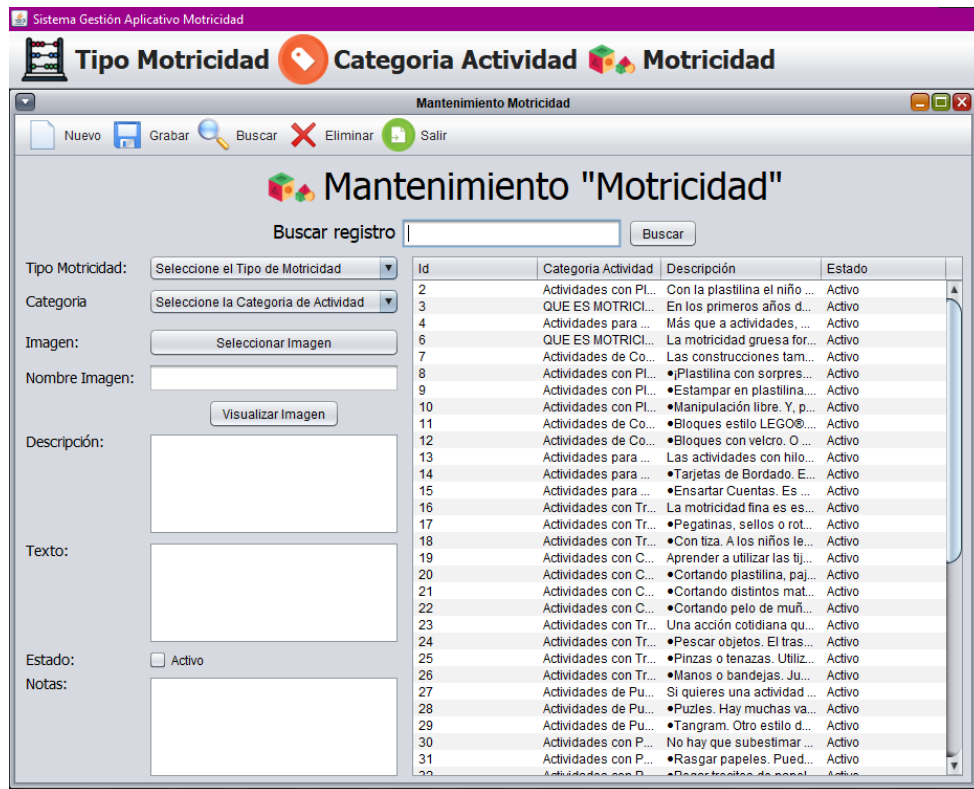 Sistema Gestión Aplicativo Motricidad
Tipo Motricidad Categoria Actividad Motricidad
Mantenimiento Motricidad
Nuevo Grabar Buscar Eliminar Salir
Mantenimiento "Motricidad"
Buscar registro Buscar
Tipo Motricidad: Seleccione el Tipo de Motricidad
Categoria Seleccione la Categoria de Actividad
Imagen: Seleccionar Imagen
Nombre Imagen:
Visualizar Imagen
Descripción:
Texto:
Estado: Activo
Notas:
Id Categoria Actividad Descripción Estado
2 Actividades con Pl... Con la plastilina el niño ... Activo
3 QUE ES MOTRICI... En los primeros años d... Activo
4 Actividades para ... Más que a actividades, ... Activo
6 QUE ES MOTRICI... La motricidad gruesa for... Activo
7 Actividades de Co... Las construcciones tam... Activo
8 Actividades con Pl... •¡Plastilina con sorpres... Activo
9 Actividades con Pl... •Estampar en plastilina.... Activo
10 Actividades con Pl... •Manipulación libre. Y, p... Activo
11 Actividades de Co... •Bloques estilo LEGO®.... Activo
12 Actividades de Co... •Bloques con velcro. O ... Activo
13 Actividades para ... Las actividades con hilo... Activo
14 Actividades para ... •Tarjetas de Bordado. E... Activo
15 Actividades para ... •Ensartar Cuentas. Es ... Activo
16 Actividades con Tr... La motricidad fina es es... Activo
17 Actividades con Tr... •Pegatinas, sellos o rot... Activo
18 Actividades con Tr... •Con tiza. A los niños le... Activo
19 Actividades con C... Aprender a utilizar las tij... Activo
20 Actividades con C... •Cortando plastilina, paj... Activo
21 Actividades con C... •Cortando distintos mat... Activo
22 Actividades con C... •Cortando pelo de muñ... Activo
23 Actividades con Tr... Una acción cotidiana qu... Activo
24 Actividades con Tr... •Pescar objetos. El tras... Activo
25 Actividades con Tr... •Pinzas o tenazas. Utiliz... Activo
26 Actividades con Tr... •Manos o bandejas. Ju... Activo
27 Actividades de Pu... Si quieres una actividad ... Activo
28 Actividades de Pu... •Puzles. Hay muchas va... Activo
29 Actividades de Pu... •Tangram. Otro estilo d... Activo
30 Actividades con P... No hay que subestimar ... Activo
31 Actividades con P... •Rasgar papeles. Pued... Activo